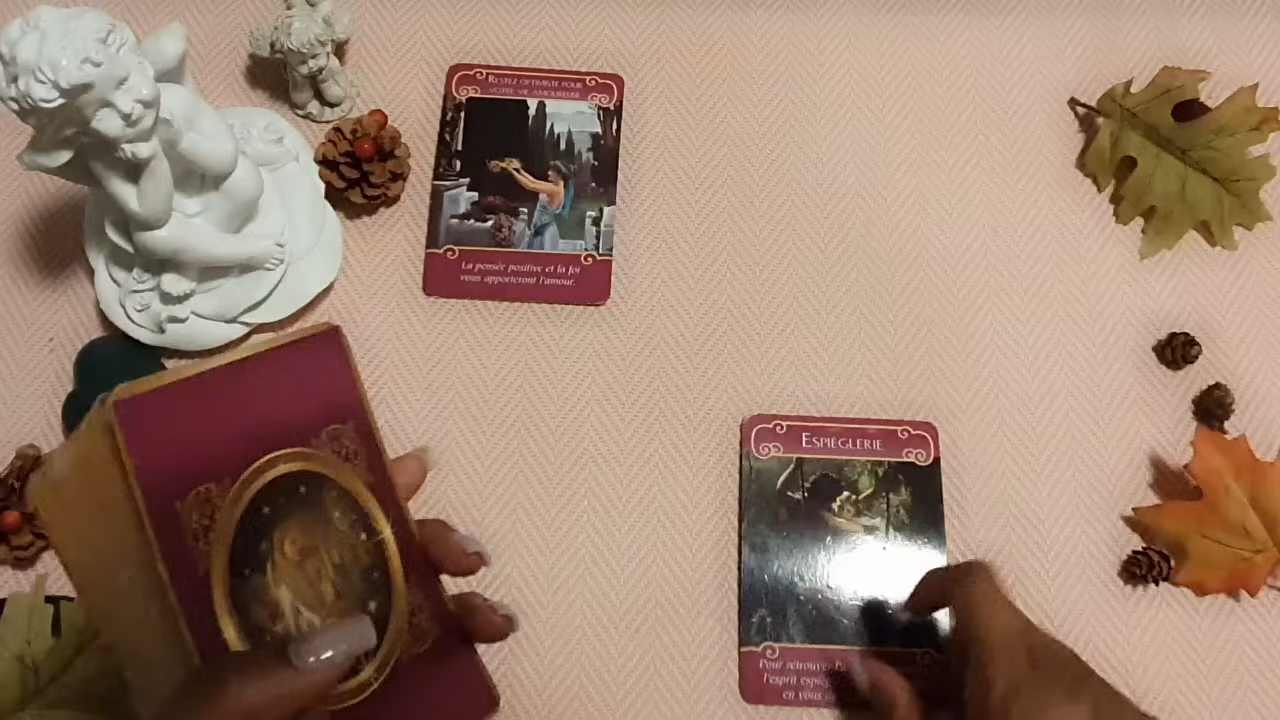 RESTEZ OPTIMISTE POUR
VOTRE VIE AMOUREUSE
La pensée positive et la foi
vous apporteront l'amour.
ESPIÈGLERIE
Pour retrouver
l'esprit
en vous